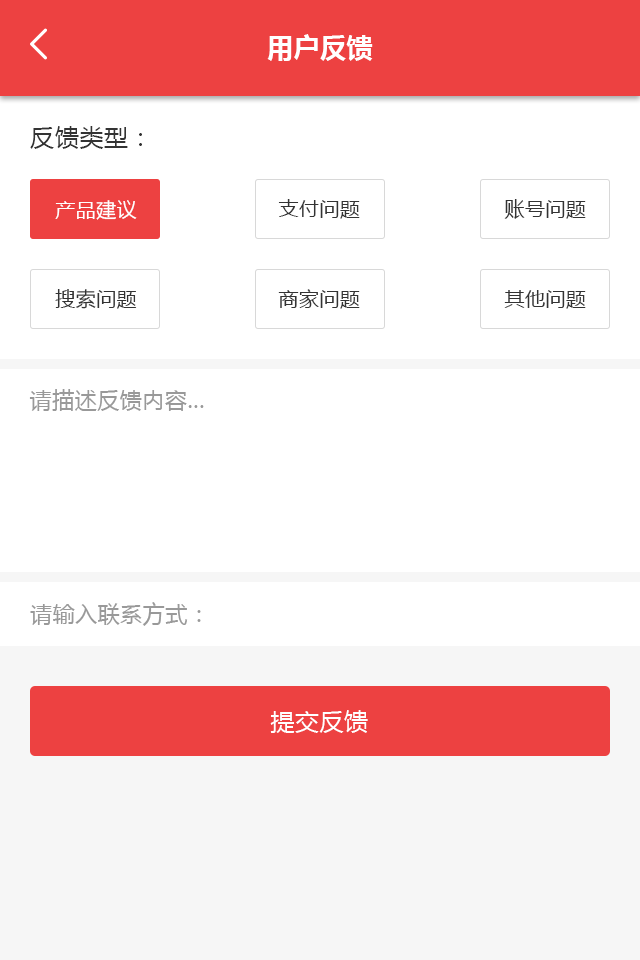 用户反馈
反馈类型：
产品建议 支付问题 账号问题
搜索问题 商家问题 其他问题
请描述反馈内容...
请输入联系方式：
提交反馈